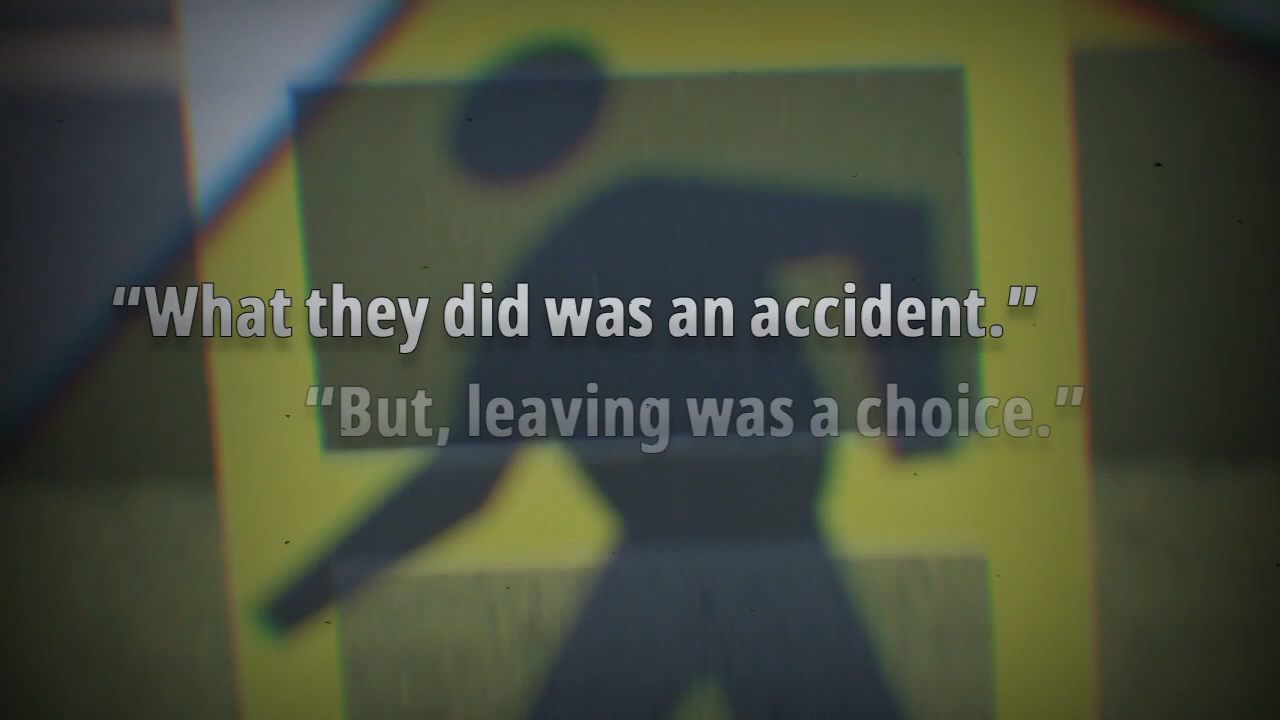 “What they did was an accident.”
“But, leaving was a choice.”